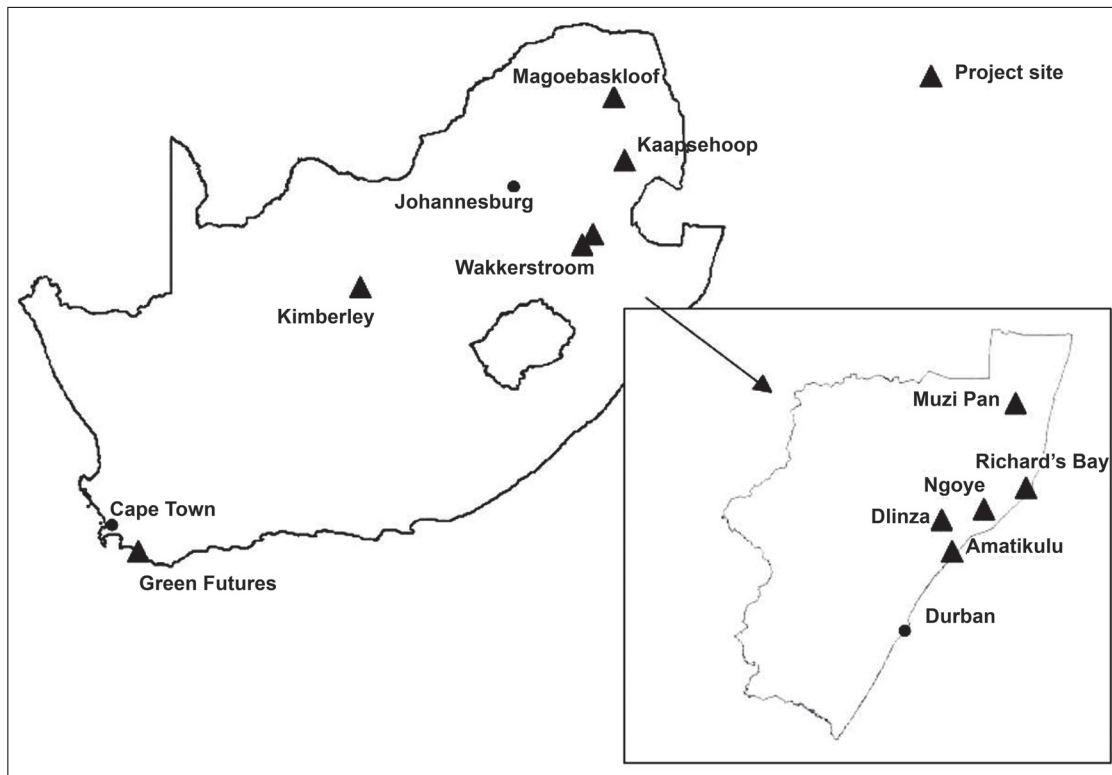 Magoebaskloof
Project site
Kaapsehoop
Johannesburg
Wakkerstroom
Kimberley
Cape Town
Green Futures
Muzi Pan
Richard's Bay
Ngoye
Dlinza
Amatikulu
Durban